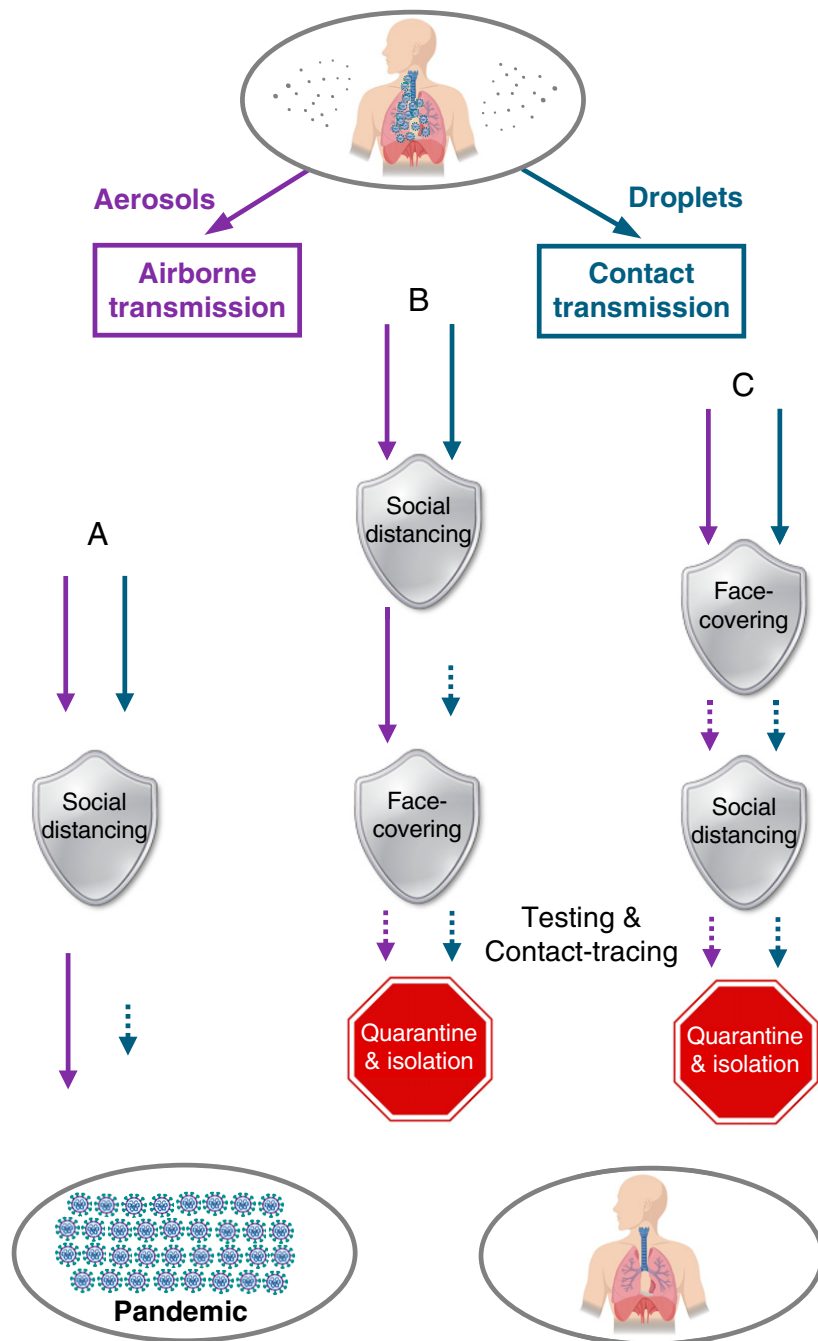 Aerosols
Droplets
Airborne
transmission
Contact
transmission
B
C
A
Social
distancing
Face-
covering
Social
distancing
Face-
covering
Social
distancing
Testing &
Contact-tracing
Quarantine
& isolation
Quarantine
& isolation
Pandemic